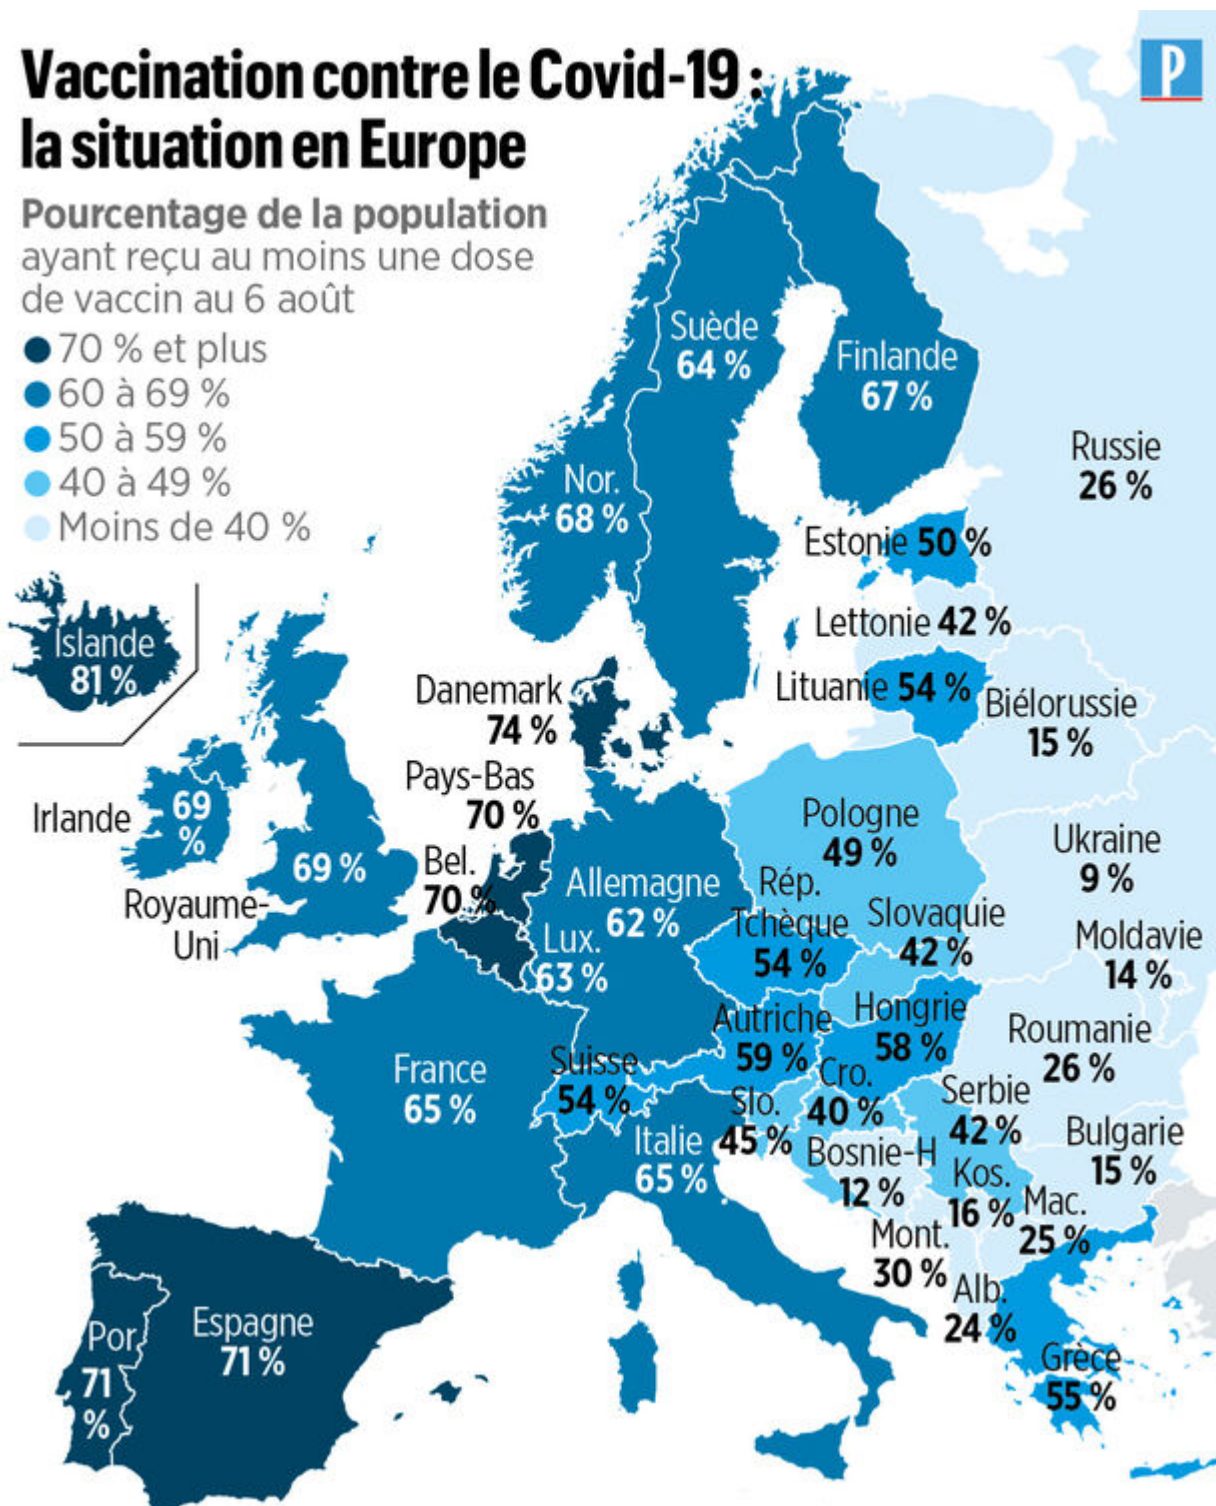 Vaccination contre le Covid-19 :
la situation en Europe
P
Pourcentage de la population
ayant reçu au moins une dose
de vaccin au 6 août
70 % et plus
60 à 69 %
50 à 59 %
40 à 49 %
Moins de 40 %
Suède
64 %
Finlande
67 %
Russie
26 %
Nor.
68 %
Estonie 50 %
Lettonie 42 %
Islande
81 %
Danemark
74 %
Lituanie 54 %
Biélorussie
15 %
Pays-Bas
70 %
Irlande
69
%
69 %
Royaume-
Uni
Bel.
70 %
Allemagne
62 %
Pologne
49 %
Ukraine
9 %
Rép.
Tchèque
54 %
Slovaquie
42 %
Moldavie
14 %
Lux.
63 %
Autriche
59 %
Hongrie
58 %
Roumanie
26 %
France
65 %
Suisse
54 %
Slo.
45 %
Cro.
40 %
Serbie
42 %
Italie
65 %
Bosnie-H
12 %
Bulgarie
15 %
Kos.
16 %
Mac.
25 %
Mont.
30 %
Alb.
24 %
Por.
71
%
Espagne
71 %
Grèce
55 %